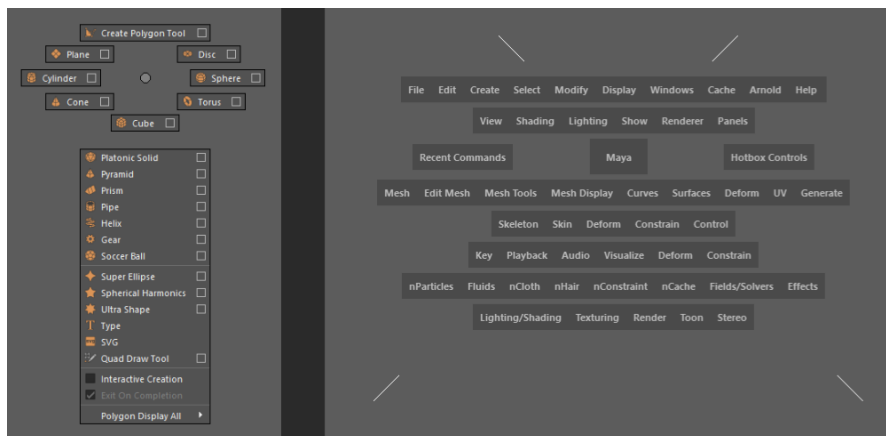 Create Polygon Tool
Plane Disc
Cylinder Sphere
Cone Torus
Cube
Platonic Solid
Pyramid
Prism
Pipe
Helix
Gear
Soccer Ball
Super Ellipse
Spherical Harmonics
Ultra Shape
Type
SVG
Quad Draw Tool
Interactive Creation
Exit On Completion
Polygon Display All
File Edit Create Select Modify Display Windows Cache Arnold Help
View Shading Lighting Show Renderer Panels
Recent Commands Maya Hotbox Controls
Mesh Edit Mesh Mesh Tools Mesh Display Curves Surfaces Deform UV Generate
Skeleton Skin Deform Constrain Control
Key Playback Audio Visualize Deform Constrain
nParticles Fluids nCloth nHair nConstraint nCache Fields/Solvers Effects
Lighting/Shading Texturing Render Toon Stereo